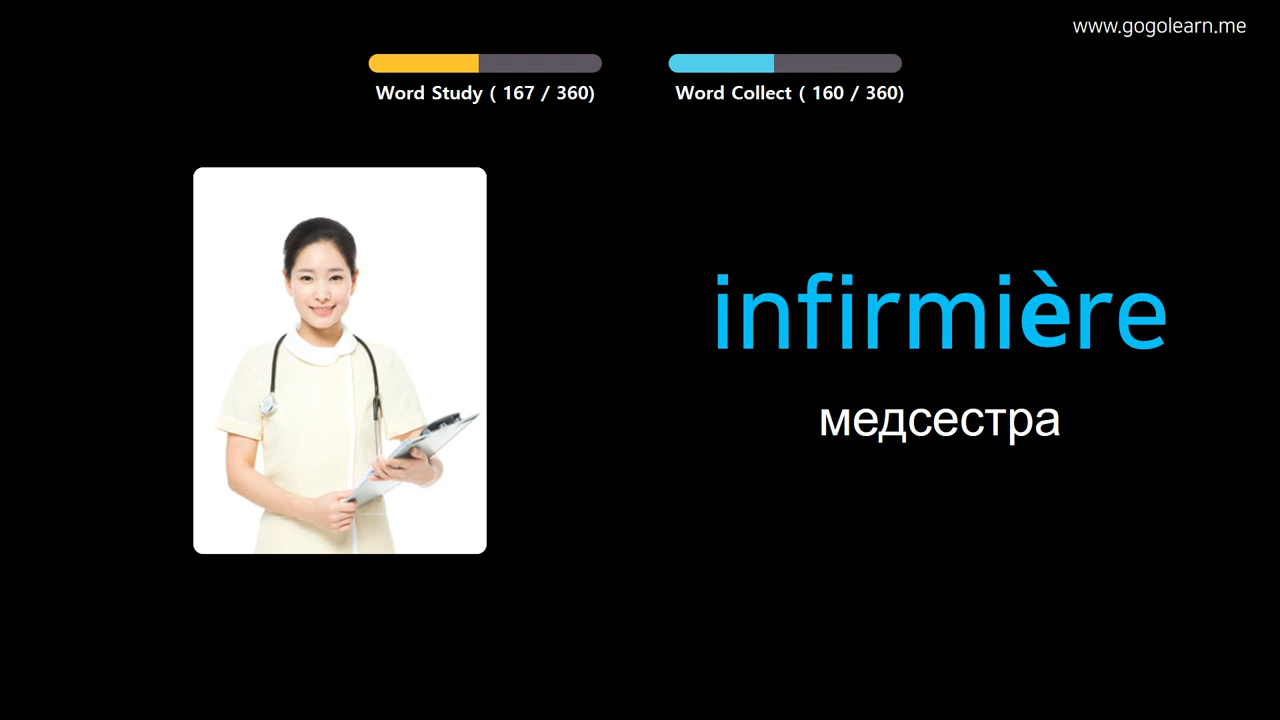 www.gogolearn.me
Word Study ( 167 / 360)
Word Collect ( 160 / 360)
infirmière
медсестра